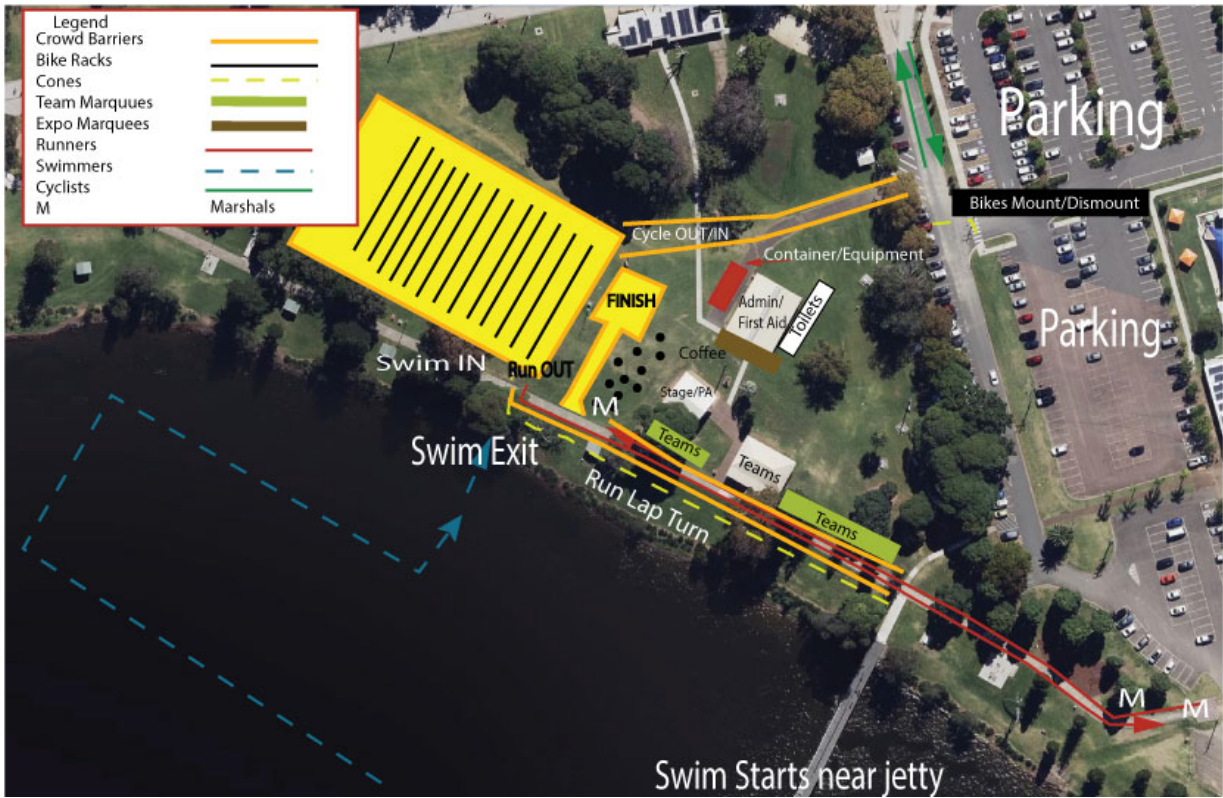 Legend
Crowd Barriers
Bike Racks
Cones
Team Marquues
Expo Marquees
Runners
Swimmers
Cyclists
M Marshals
Parking
Bikes Mount/Dismount
Cycle OUT/IN
Container/Equipment
FINISH
Admin/
First Aid
Toilets
Parking
Coffee
Swim IN
Run OUT
Stage/PA
M
Teams
Swim Exit
Teams
Run Lap Turn
Teams
M
M
Swim Starts near jetty